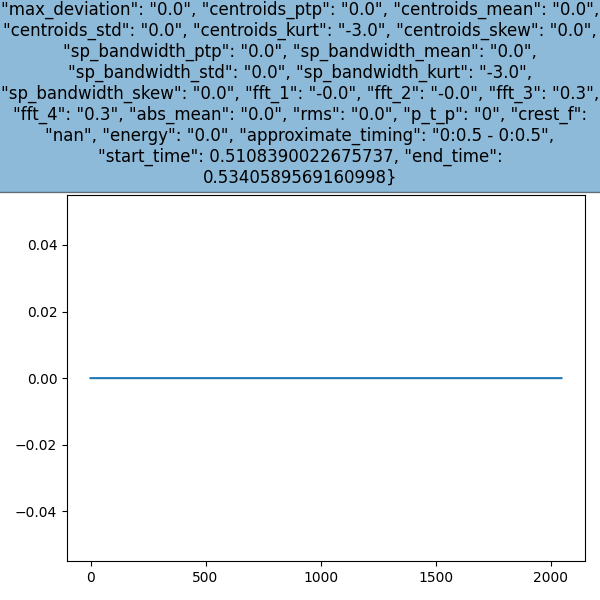 "max_deviation": "0.0", "centroids_ptp": "0.0", "centroids_mean": "0.0",
"centroids_std": "0.0", "centroids_kurt": "-3.0", "centroids_skew": "0.0",
"sp_bandwidth_ptp": "0.0", "sp_bandwidth_mean": "0.0",
"sp_bandwidth_std": "0.0", "sp_bandwidth_kurt": "-3.0",
"sp_bandwidth_skew": "0.0", "fft_1": "-0.0", "fft_2": "-0.0", "fft_3": "0.3",
"fft_4": "0.3", "abs_mean": "0.0", "rms": "0.0", "p_t_p": "0", "crest_f":
"nan", "energy": "0.0", "approximate_timing": "0:0.5 - 0:0.5",
"start_time": 0.5108390022675737, "end_time":
0.5340589569160998}
0.04
0.02
0.00
−0.02
−0.04
0 500 1000 1500 2000